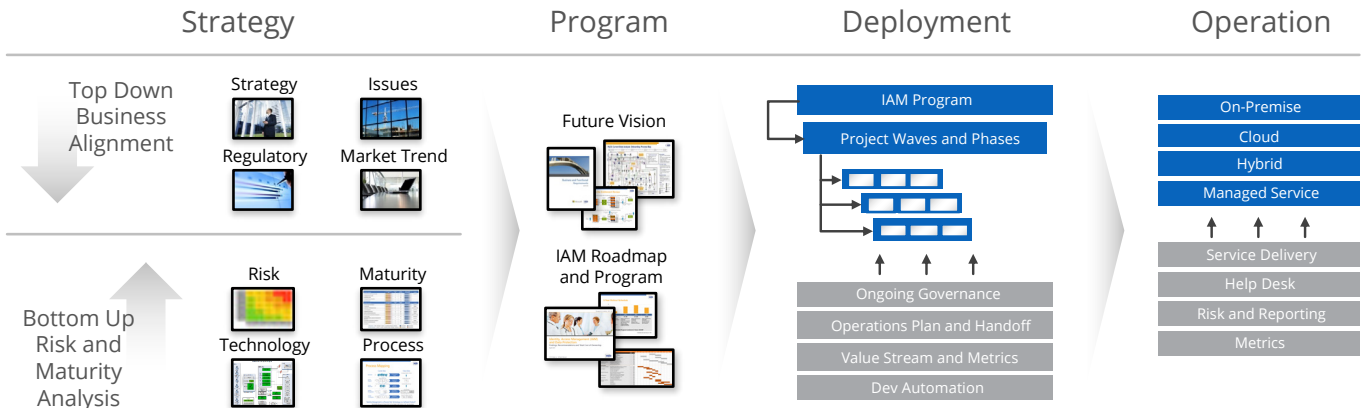 Strategy
Program
Deployment
Operation
Top Down
Business
Alignment
Strategy
Issues
Regulatory
Market Trend
Bottom Up
Risk and
Maturity
Analysis
Risk
Maturity
Technology
Process
Future Vision
IAM Roadmap
and Program
IAM Program
Project Waves and Phases
Ongoing Governance
Operations Plan and Handoff
Value Stream and Metrics
Dev Automation
On-Premise
Cloud
Hybrid
Managed Service
Service Delivery
Help Desk
Risk and Reporting
Metrics